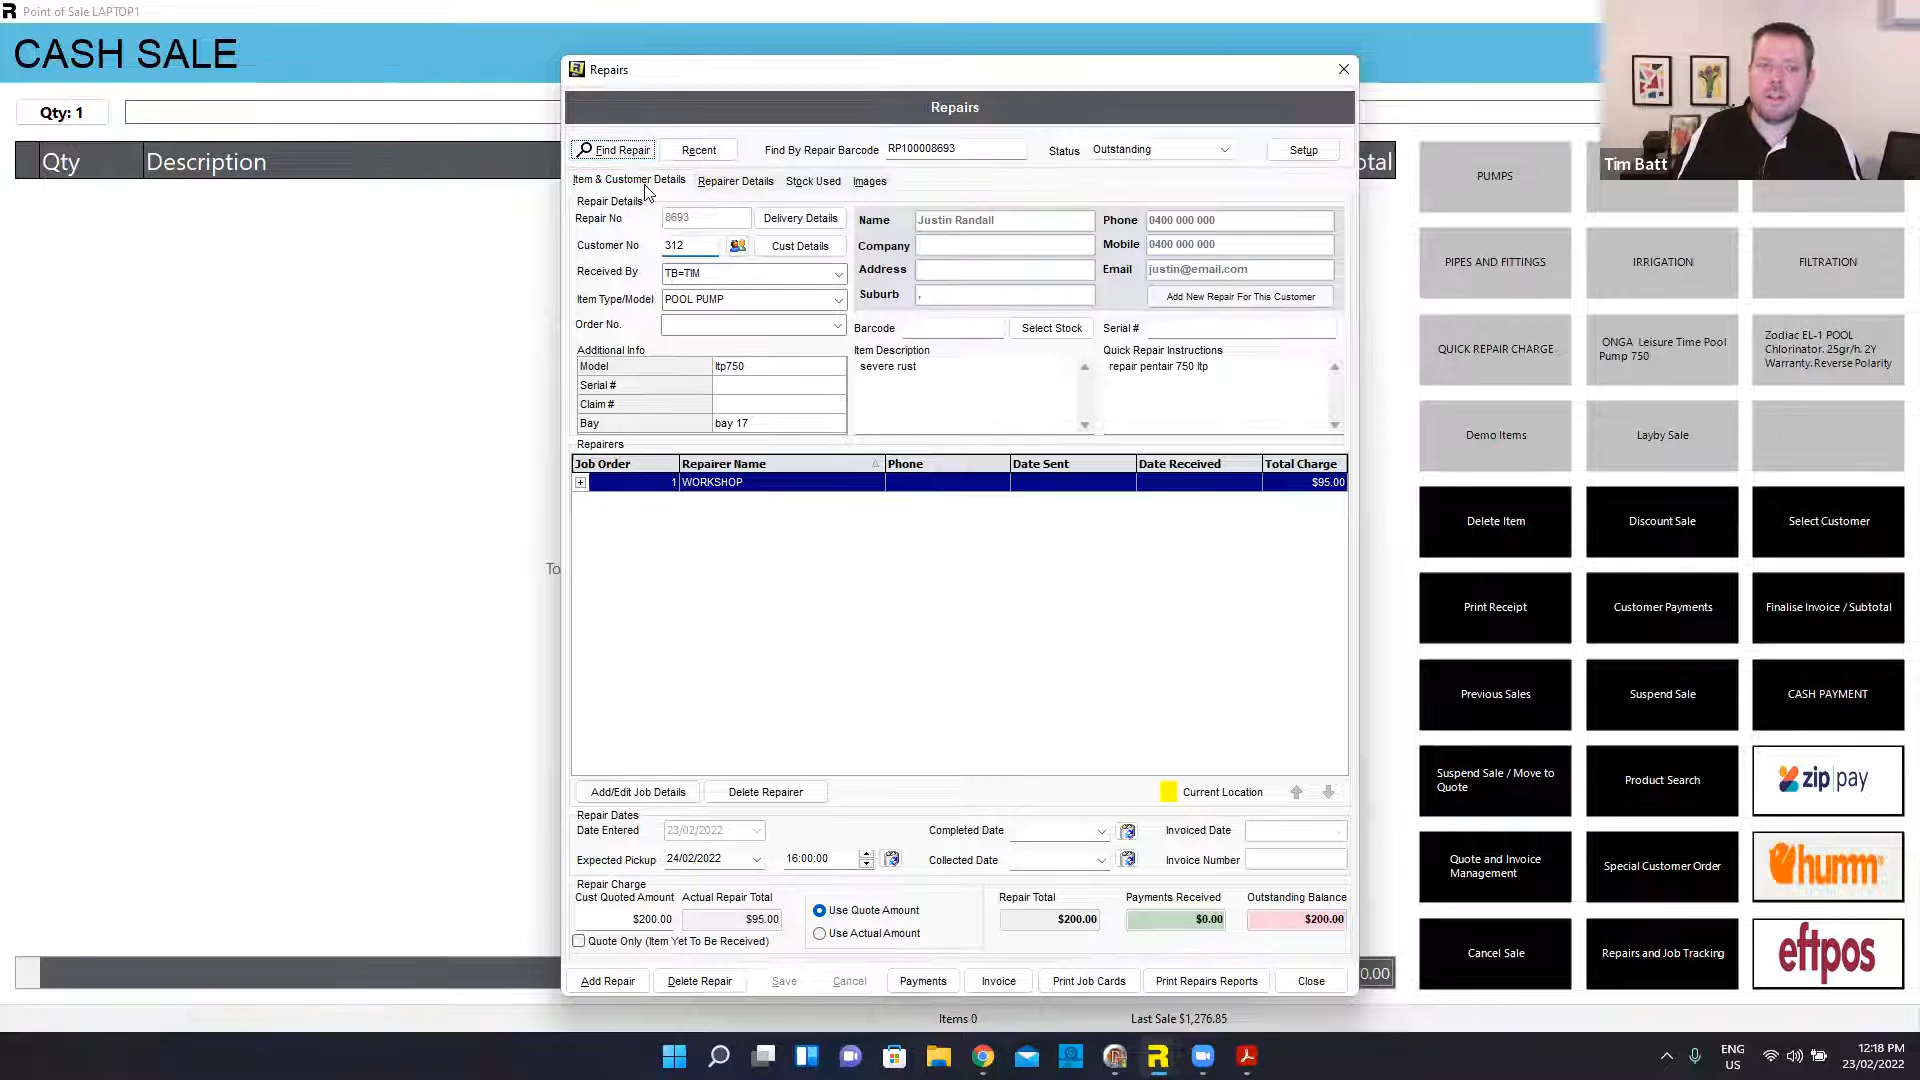 Point of Sale LAPTOP1
CASH SALE
Qty: 1
Qty
Description
otal
Repairs
Repairs
Find Repair
Recent
Find By Repair Barcode
RP100008693
Status
Outstanding
Setup
Item & Customer Details
Repairer Details
Stock Used
Images
Repair Details
Repair No
8693
Delivery Details
Customer No
312
Cust Details
Received By
TB=TIM
Item Type/Model
POOL PUMP
Order No.
Name
Justin Randall
Phone
0400 000 000
Company
Mobile
0400 000 000
Address
Email
justin@email.com
Suburb
,
Add New Repair For This Customer
Barcode
Select Stock
Serial #
Additional Info
Model
ltp750
Serial #
Claim #
Bay
bay 17
Item Description
severe rust
Quick Repair Instructions
repair pentair 750 ltp
Repairers
Job Order
Repairer Name
Phone
Date Sent
Date Received
Total Charge
1
WORKSHOP
$95.00
To
Add/Edit Job Details
Delete Repairer
Current Location
Repair Dates
Date Entered
23/02/2022
Completed Date
Invoiced Date
Expected Pickup
24/02/2022
16:00:00
Collected Date
Invoice Number
Repair Charge
Cust Quoted Amount
Actual Repair Total
$200.00
$95.00
Use Quote Amount
Use Actual Amount
Quote Only (Item Yet To Be Received)
Repair Total
Payments Received
Outstanding Balance
$200.00
$0.00
$200.00
Add Repair
Delete Repair
Save
Cancel
Payments
Invoice
Print Job Cards
Print Repairs Reports
Close
0.00
Items 0
Last Sale $1,276.85
Tim Batt
PUMPS
PIPES AND FITTINGS
IRRIGATION
FILTRATION
QUICK REPAIR CHARGE
ONGA Leisure Time Pool
Pump 750
Zodiac EL-1 POOL
Chlorinator. 25gr/h. 2Y
Warranty. Reverse Polarity
Demo Items
Layby Sale
Delete Item
Discount Sale
Select Customer
Print Receipt
Customer Payments
Finalise Invoice / Subtotal
Previous Sales
Suspend Sale
CASH PAYMENT
Suspend Sale / Move to
Quote
Product Search
zip pay
Quote and Invoice
Management
Special Customer Order
humm
Cancel Sale
Repairs and Job Tracking
eftpos
ENG
US
12:18 PM
23/02/2022